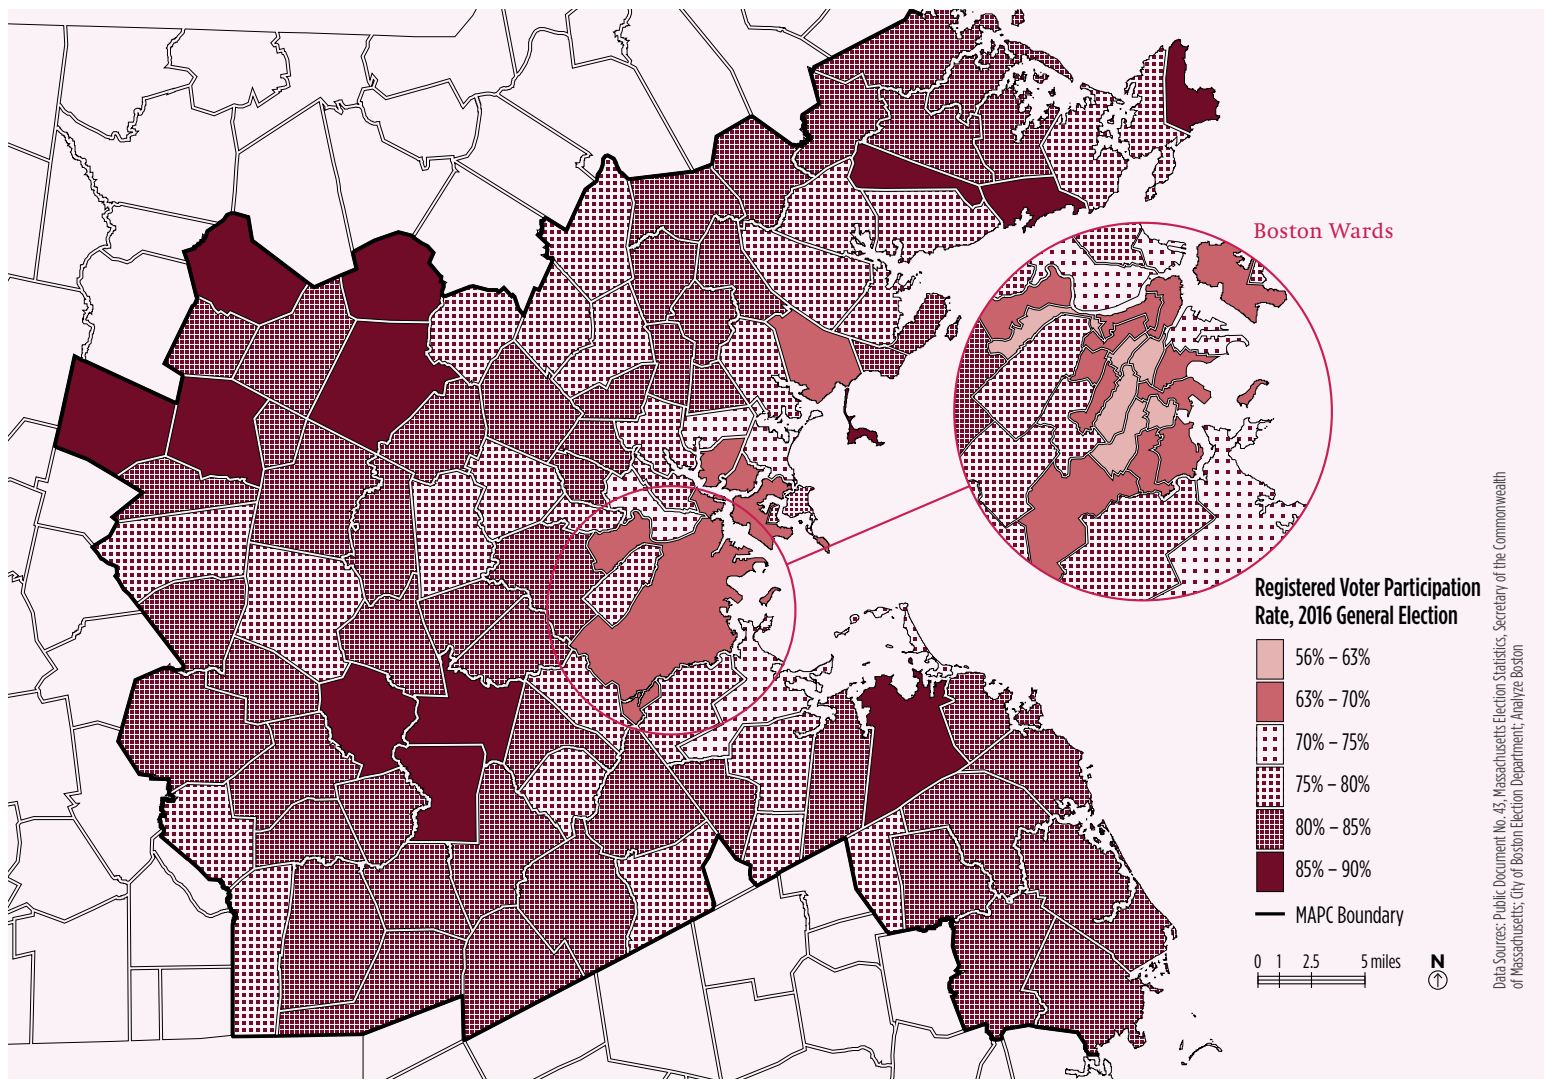 Boston Wards
Registered Voter Participation
Rate, 2016 General Election
56% – 63%
63% – 70%
70% – 75%
75% – 80%
80% – 85%
85% – 90%
MAPC Boundary
0 1 2.5 5 miles
N
Data Sources: Public Document No. 43, Massachusetts Election Statistics, Secretary of the Commonwealth
of Massachusetts; City of Boston Election Department; Analyze Boston